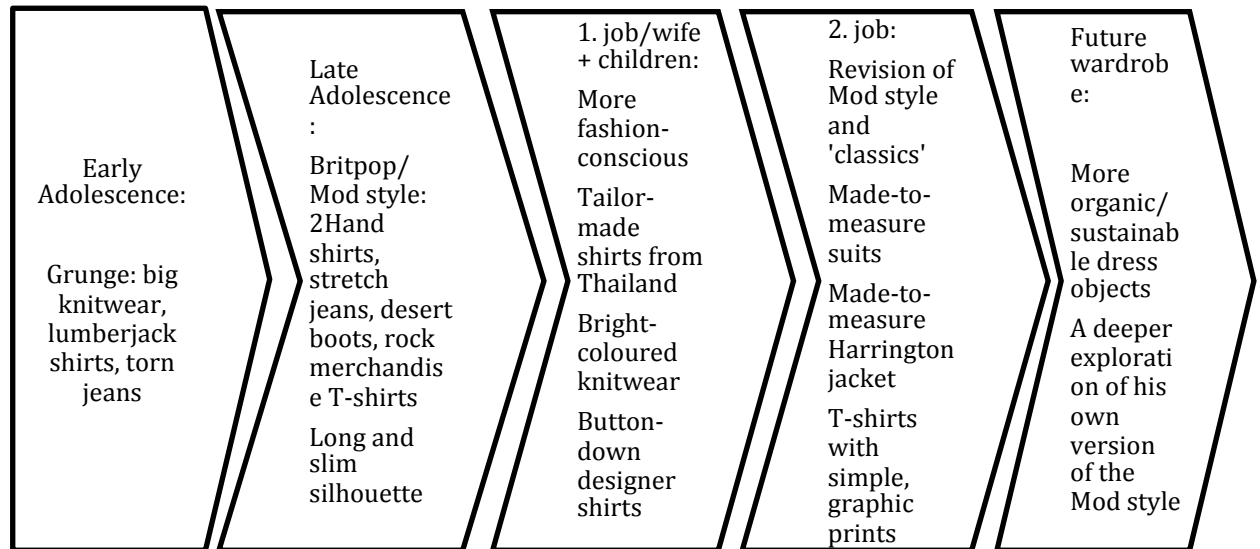 Early
Adolescence:
Grunge: big
knitwear,
lumberjack
shirts, torn
jeans
Late
Adolescence
:
Britpop/
Mod style:
2Hand
shirts,
stretch
jeans, desert
boots, rock
merchandis
e T-shirts
Long and
slim
silhouette
1. job/wife
+ children:
More
fashion-
conscious
Tailor-
made
shirts from
Thailand
Bright-
coloured
knitwear
Button-
down
designer
shirts
2. job:
Revision of
Mod style
and
'classics'
Made-to-
measure
suits
Made-to-
measure
Harrington
jacket
T-shirts
with
simple,
graphic
prints
Future
wardrob
e:
More
organic/
sustainab
le dress
objects
A deeper
explorati
on of his
own
version
of the
Mod style